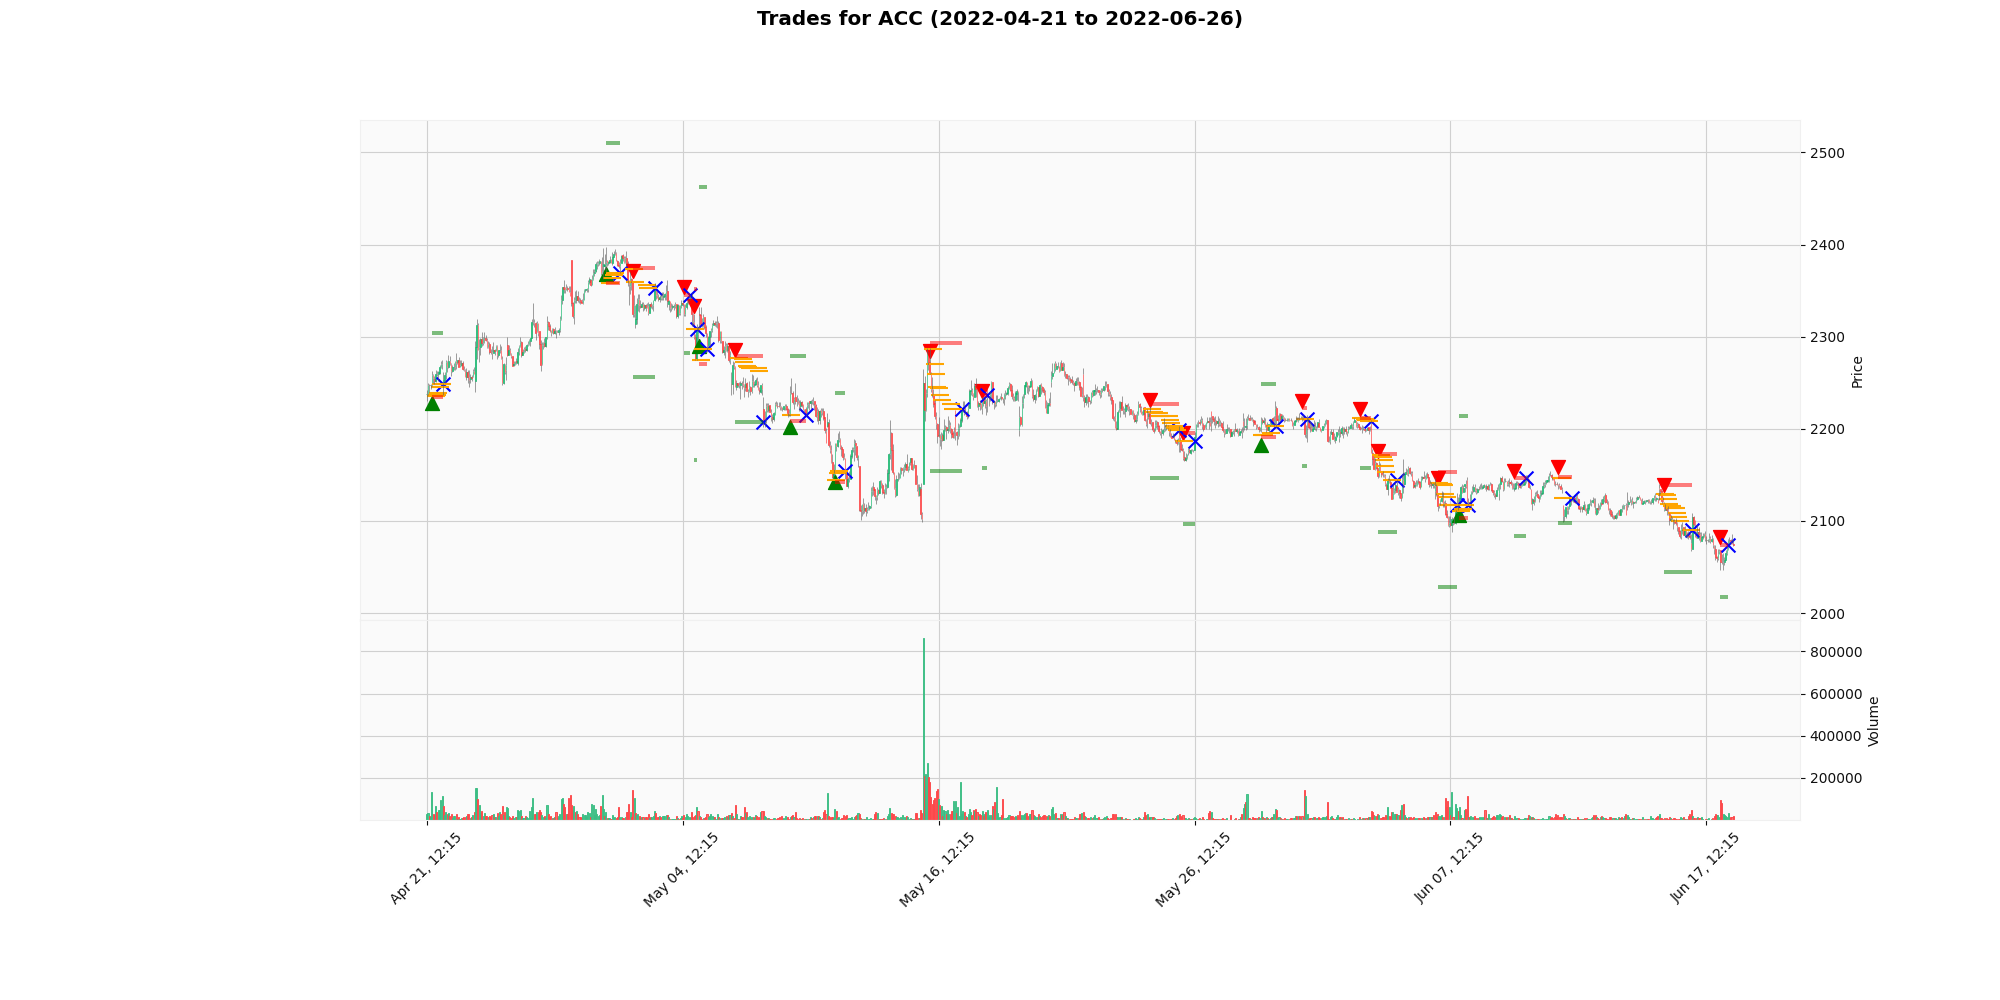 Trades for ACC (2022-04-21 to 2022-06-26)
2500
2400
2300
2200
2100
2000
Price
800000
600000
400000
200000
Volume
Apr 21, 12:15
May 04, 12:15
May 16, 12:15
May 26, 12:15
Jun 07, 12:15
Jun 17, 12:15